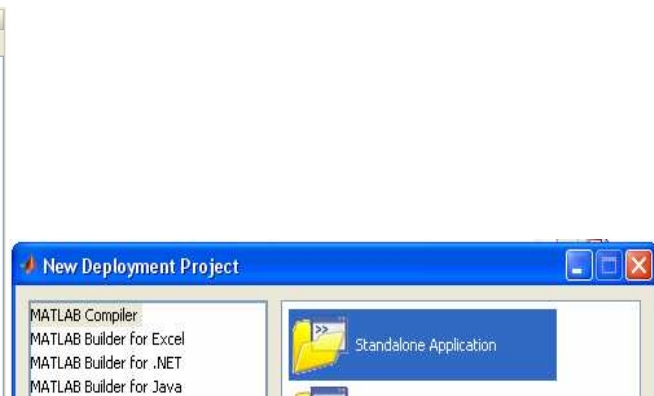 New Deployment Project
MATLAB Compiler
MATLAB Builder for Excel
MATLAB Builder for .NET
MATLAB Builder for Java
>>
Standalone Application